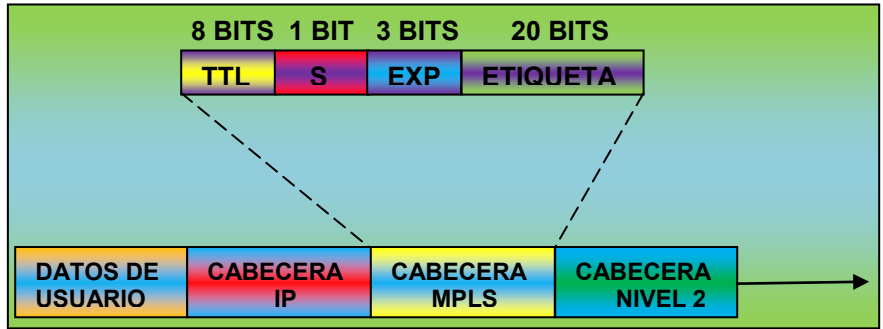 8 BITS 1 BIT 3 BITS 20 BITS
TTL S EXP ETIQUETA
DATOS DE USUARIO
CABECERA IP
CABECERA MPLS
CABECERA NIVEL 2